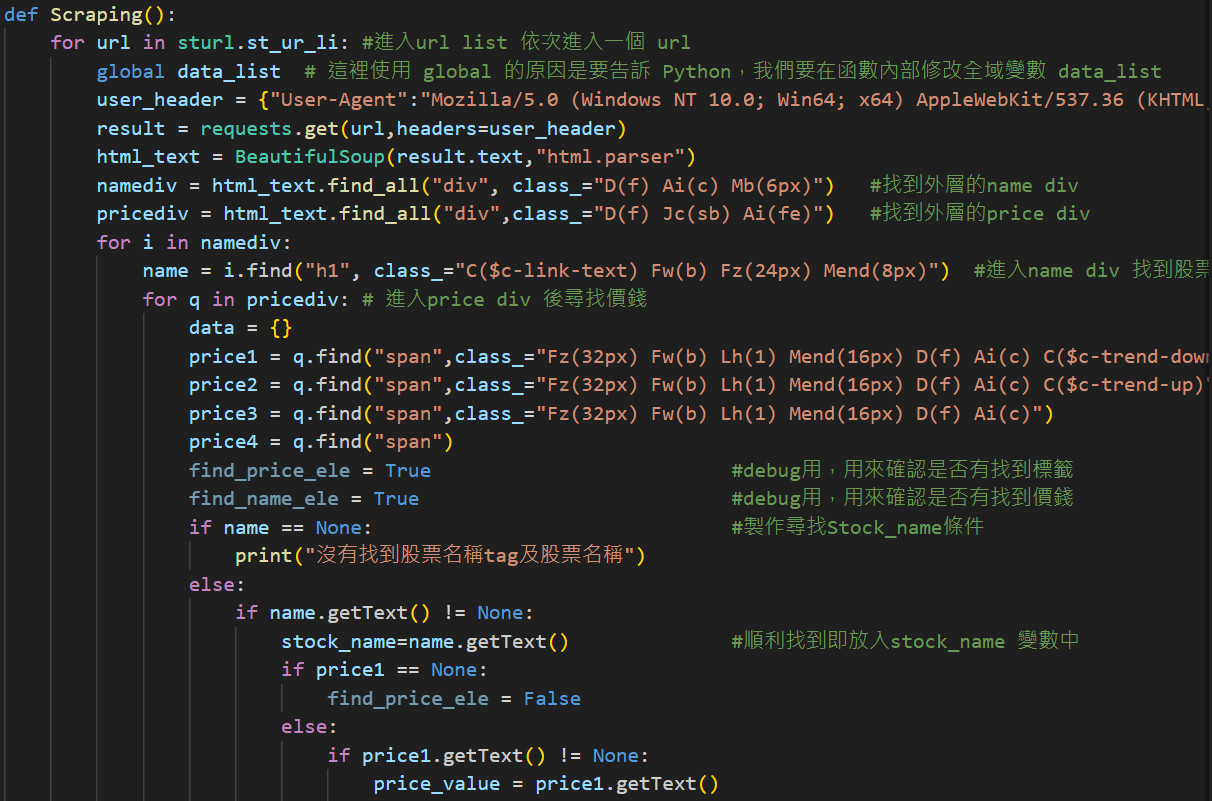 def Scraping():
    for url in sturl.st_ur_li: #進入url list 依次進入一個 url
        global data_list  # 這裡使用 global 的原因是要告訴 Python，我們要在函數內部修改全域變數 data_list
        user_header = {"User-Agent":"Mozilla/5.0 (Windows NT 10.0; Win64; x64) AppleWebKit/537.36 (KHTML
        result = requests.get(url,headers=user_header)
        html_text = BeautifulSoup(result.text,"html.parser")
        namediv = html_text.find_all("div", class_="D(f) Ai(c) Mb(6px)")   #找到外層的name div
        pricediv = html_text.find_all("div",class_="D(f) Jc(sb) Ai(fe)")   #找到外層的price div
        for i in namediv:
            name = i.find("h1", class_="C($c-link-text) Fw(b) Fz(24px) Mend(8px)")  #進入name div 找到股票
            for q in pricediv: # 進入price div 後尋找價錢
                data = {}
                price1 = q.find("span",class_="Fz(32px) Fw(b) Lh(1) Mend(16px) D(f) Ai(c) C($c-trend-down
                price2 = q.find("span",class_="Fz(32px) Fw(b) Lh(1) Mend(16px) D(f) Ai(c) C($c-trend-up)"
                price3 = q.find("span",class_="Fz(32px) Fw(b) Lh(1) Mend(16px) D(f) Ai(c)")
                price4 = q.find("span")
                find_price_ele = True                          #debug用，用來確認是否有找到標籤
                find_name_ele = True                           #debug用，用來確認是否有找到價錢
                if name == None:                               #製作尋找Stock_name條件
                    print("沒有找到股票名稱tag及股票名稱")
                else:
                    if name.getText() != None:
                        stock_name=name.getText()              #順利找到即放入stock_name 變數中
                        if price1 == None:
                            find_price_ele = False
                        else:
                            if price1.getText() != None:
                                price_value = price1.getText()